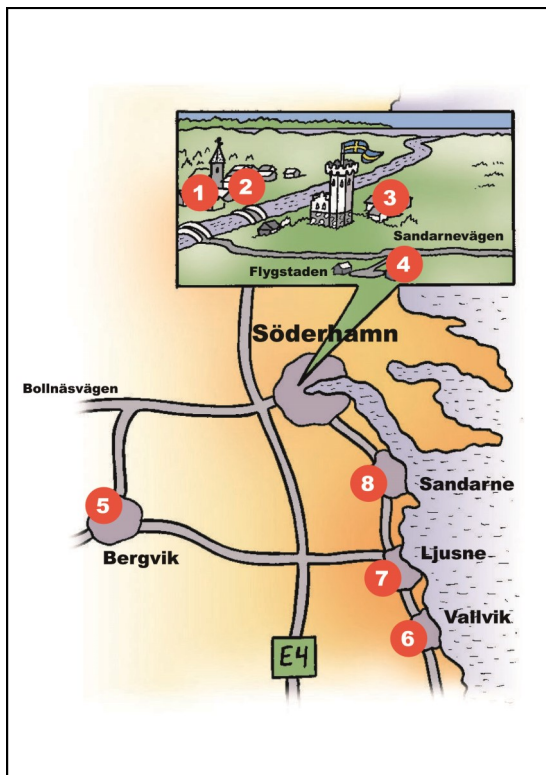 1
2
3
Sandarnevägen
4
Flygstaden
Söderhamn
Bollnäsvägen
8
Sandarne
5
Bergvik
Ljusne
7
Vallvik
6
E4